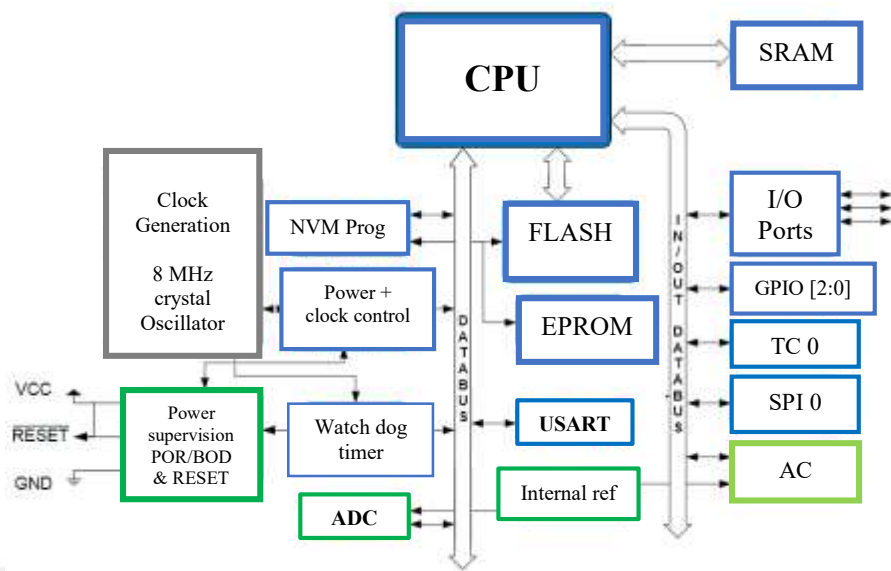 CPU
SRAM
Clock
Generation
8 MHz
crystal
Oscillator
NVM Prog
FLASH
I/O
Ports
Power +
clock control
EPROM
GPIO [2:0]
TC 0
SPI 0
DATABUS
IN/OUT DATABUS
VCC
RESET
GND
Power
supervision
POR/BOD
& RESET
Watch dog
timer
USART
AC
Internal ref
ADC